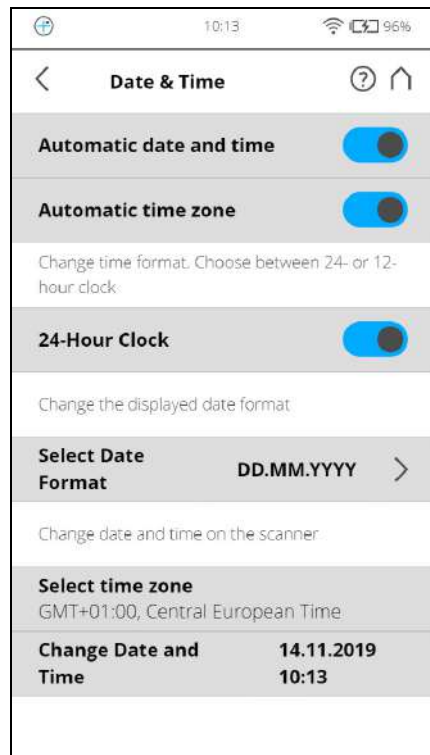 10:13 96%
Date & Time
Automatic date and time
Automatic time zone
Change time format. Choose between 24- or 12-
hour clock
24-Hour Clock
Change the displayed date format
Select Date
Format
DD.MM.YYYY
Change date and time on the scanner
Select time zone
GMT+01:00, Central European Time
Change Date and
Time
14.11.2019
10:13